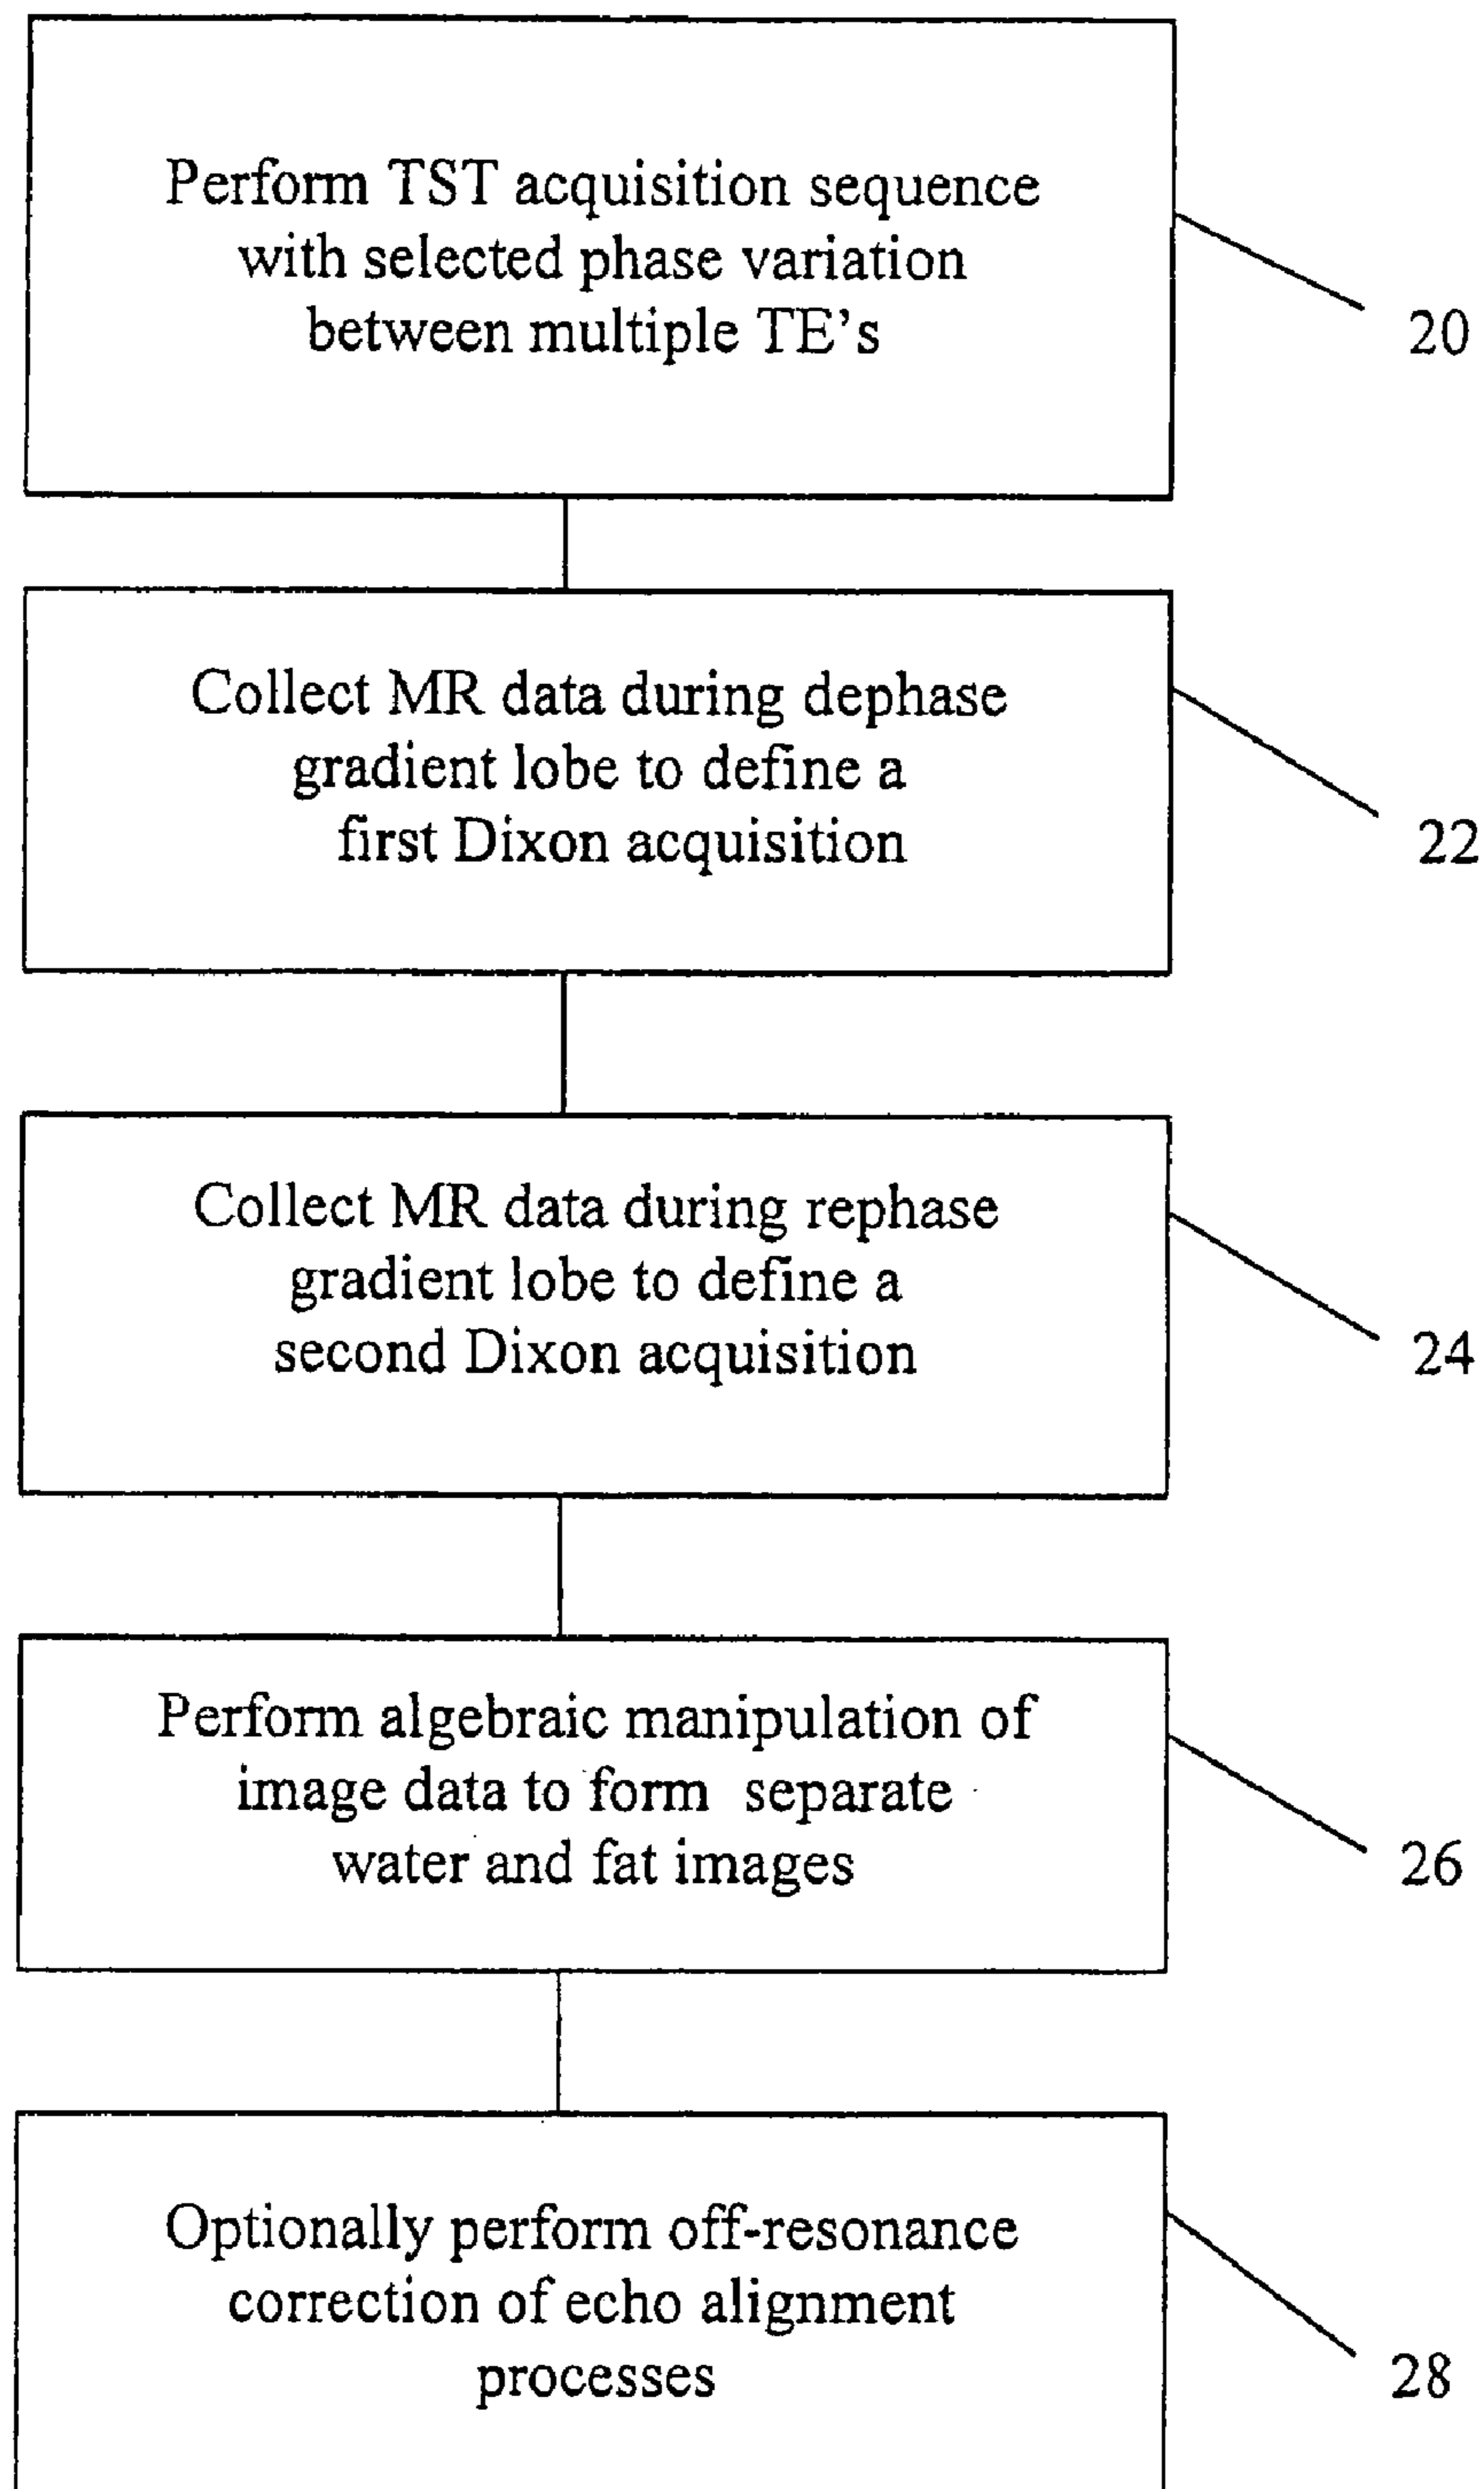 Perform TST acquisition sequence
with selected phase variation
between multiple TE's
20
Collect MR data during dephase
gradient lobe to define a
first Dixon acquisition
22
Collect MR data during rephase
gradient lobe to define a
second Dixon acquisition
24
Perform algebraic manipulation of
image data to form separate
water and fat images
26
Optionally perform off-resonance
correction of echo alignment
processes
28